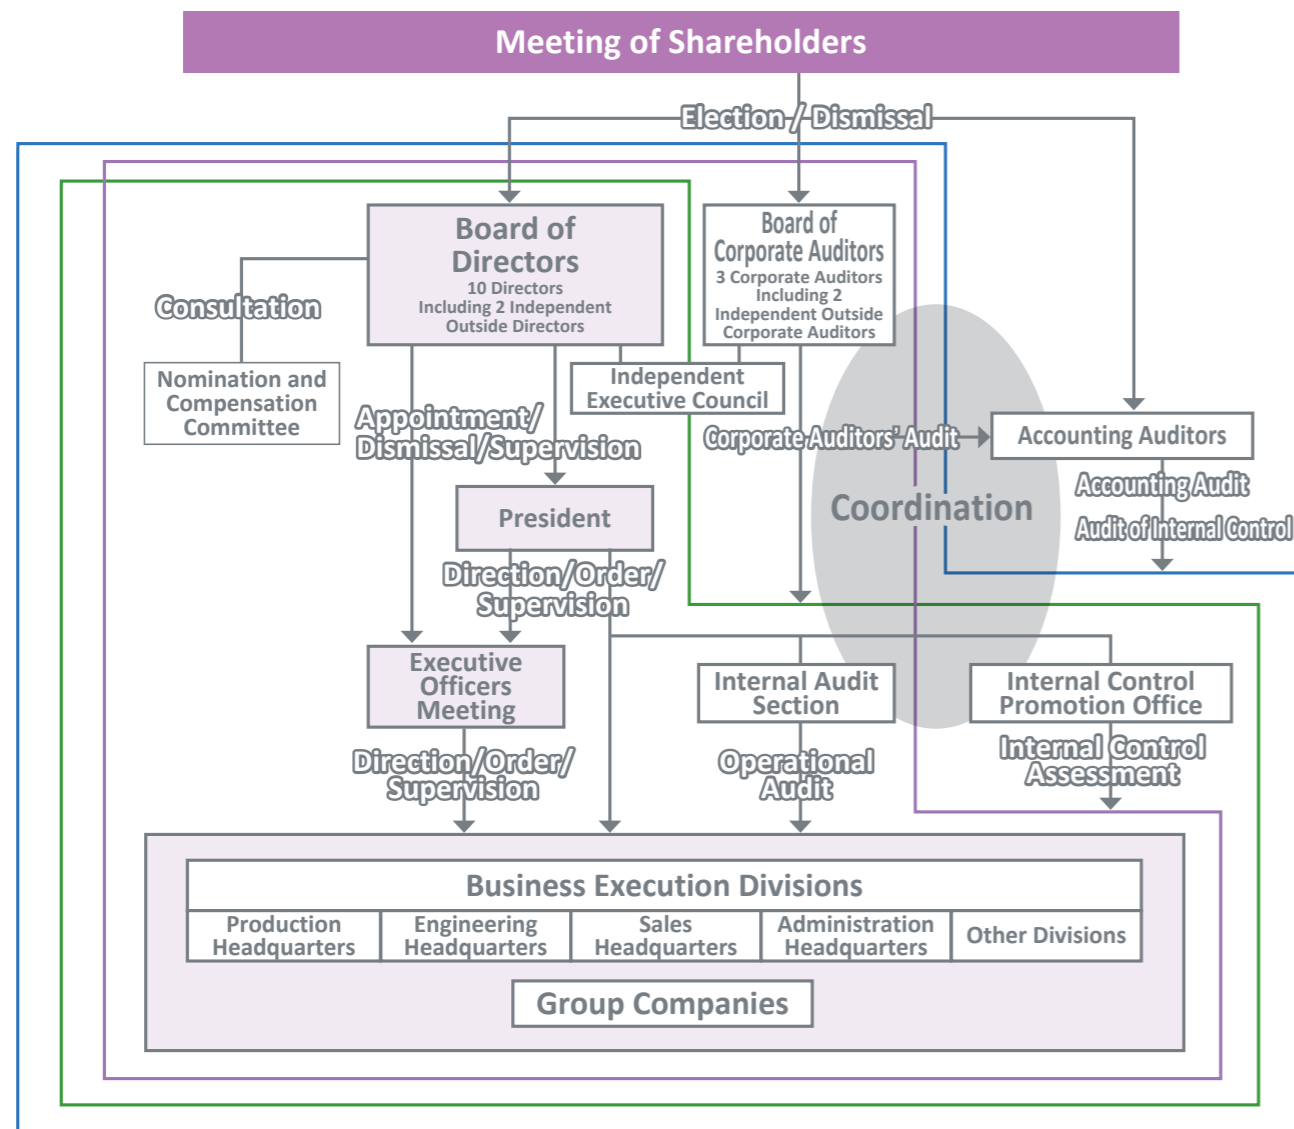 Meeting of Shareholders
Election / Dismissal
Board of
Directors
10 Directors
Including 2 Independent
Outside Directors
Board of
Corporate Auditors
3 Corporate Auditors
Including 2
Independent Outside
Corporate Auditors
Consultation
Nomination and
Compensation
Committee
Independent
Executive Council
Appointment/
Dismissal/Supervision
Corporate Auditors’ Audit
Accounting Auditors
Accounting Audit
Audit of Internal Control
Coordination
President
Direction/Order/
Supervision
Executive
Officers
Meeting
Internal Audit
Section
Internal Control
Promotion Office
Direction/Order/
Supervision
Operational
Audit
Internal Control
Assessment
Business Execution Divisions
Production
Headquarters
Engineering
Headquarters
Sales
Headquarters
Administration
Headquarters
Other Divisions
Group Companies